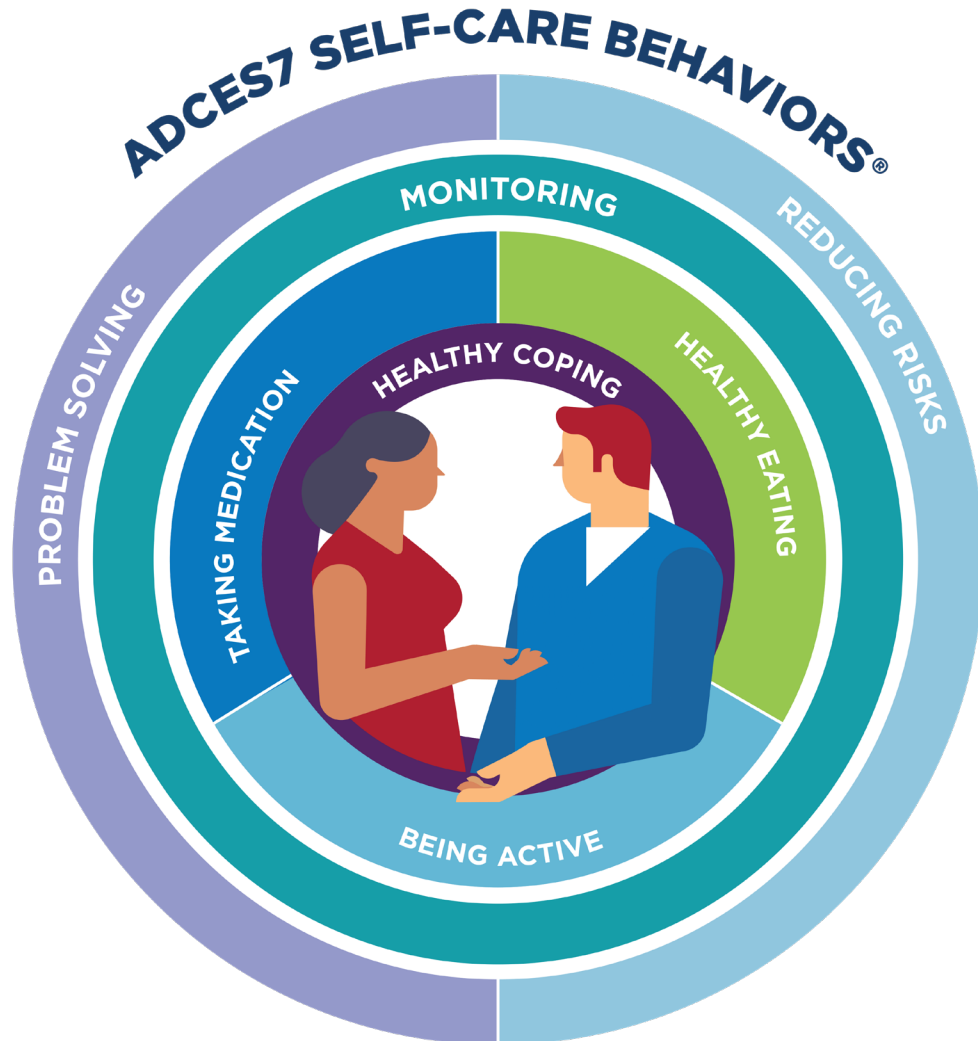 ADCES7 SELF-CARE BEHAVIORS®
PROBLEM SOLVING
REDUCING RISKS
MONITORING
TAKING MEDICATION
HEALTHY EATING
HEALTHY COPING
BEING ACTIVE